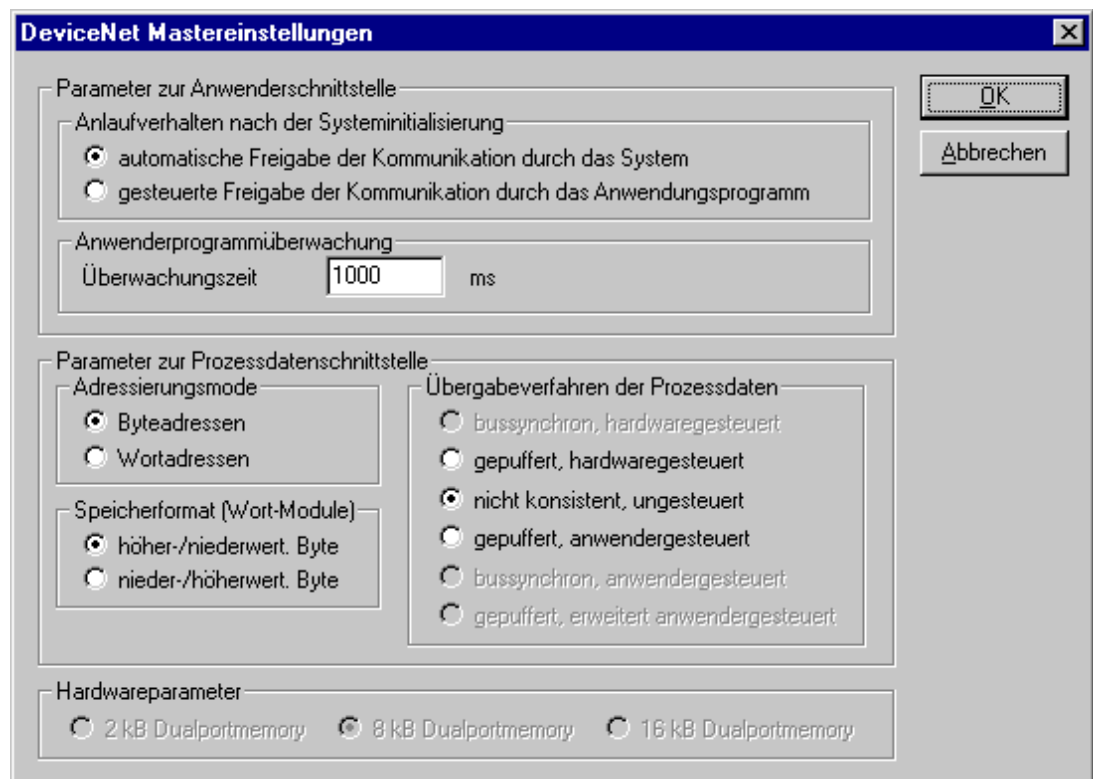 DeviceNet Mastereinstellungen
Parameter zur Anwenderschnittstelle
OK
Anlaufverhalten nach der Systeminitialisierung
automatische Freigabe der Kommunikation durch das System
Abbrechen
gesteuerte Freigabe der Kommunikation durch das Anwendungsprogramm
Anwenderprogrammüberwachung
Überwachungszeit 1000 ms
Parameter zur Prozessdatenschnittstelle
Adressierungsmode
Byteadressen
Wortadressen
Speicherformat (Wort-Module)
höher-/niederwert. Byte
nieder-/höherwert. Byte
Übergabeverfahren der Prozessdaten
bussynchron, hardwaregesteuert
gepuffert, hardwaregesteuert
nicht konsistent, ungesteuert
gepuffert, anwendergesteuert
bussynchron, anwendergesteuert
gepuffert, erweitert anwendergesteuert
Hardwareparameter
2 kB Dualportmemory 8 kB Dualportmemory 16 kB Dualportmemory